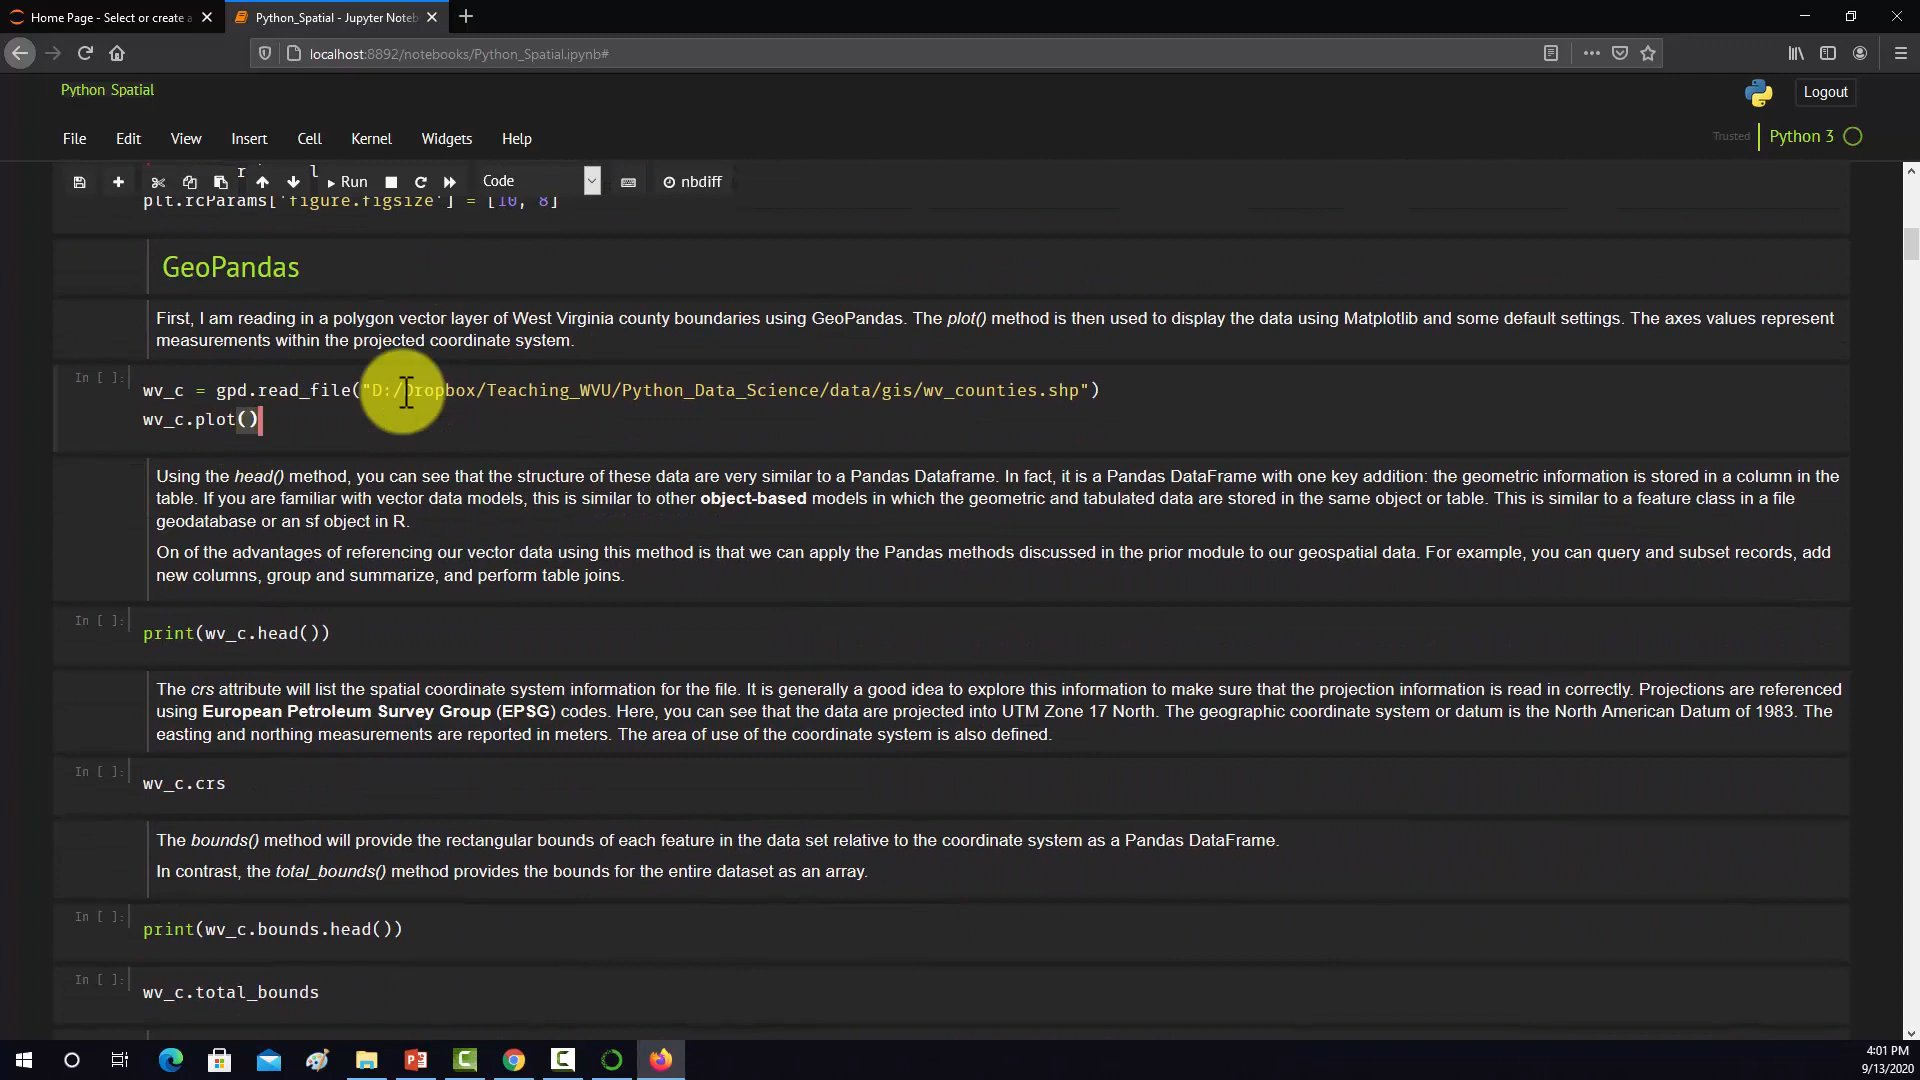 Home Page - Select or create a
Python_Spatial - Jupyter Noteb
localhost:8892/notebooks/Python_Spatial.ipynb#
Python Spatial
Logout
File Edit View Insert Cell Kernel Widgets Help
Trusted
Python 3
Run
Code
nbdiff
plt.rcParams['figure.figsize'] = [10, 8]
GeoPandas
First, I am reading in a polygon vector layer of West Virginia county boundaries using GeoPandas. The plot() method is then used to display the data using Matplotlib and some default settings. The axes values represent
measurements within the projected coordinate system.
In [ ]:
wv_c = gpd.read_file("D:/Dropbox/Teaching_WVU/Python_Data_Science/data/gis/wv_counties.shp")
wv_c.plot()
Using the head() method, you can see that the structure of these data are very similar to a Pandas Dataframe. In fact, it is a Pandas DataFrame with one key addition: the geometric information is stored in a column in the
table. If you are familiar with vector data models, this is similar to other object-based models in which the geometric and tabulated data are stored in the same object or table. This is similar to a feature class in a file
geodatabase or an sf object in R.
On of the advantages of referencing our vector data using this method is that we can apply the Pandas methods discussed in the prior module to our geospatial data. For example, you can query and subset records, add
new columns, group and summarize, and perform table joins.
In [ ]:
print(wv_c.head())
The crs attribute will list the spatial coordinate system information for the file. It is generally a good idea to explore this information to make sure that the projection information is read in correctly. Projections are referenced
using European Petroleum Survey Group (EPSG) codes. Here, you can see that the data are projected into UTM Zone 17 North. The geographic coordinate system or datum is the North American Datum of 1983. The
easting and northing measurements are reported in meters. The area of use of the coordinate system is also defined.
In [ ]:
wv_c.crs
The bounds() method will provide the rectangular bounds of each feature in the data set relative to the coordinate system as a Pandas DataFrame.
In contrast, the total_bounds() method provides the bounds for the entire dataset as an array.
In [ ]:
print(wv_c.bounds.head())
In [ ]:
wv_c.total_bounds
4:01 PM
9/13/2020